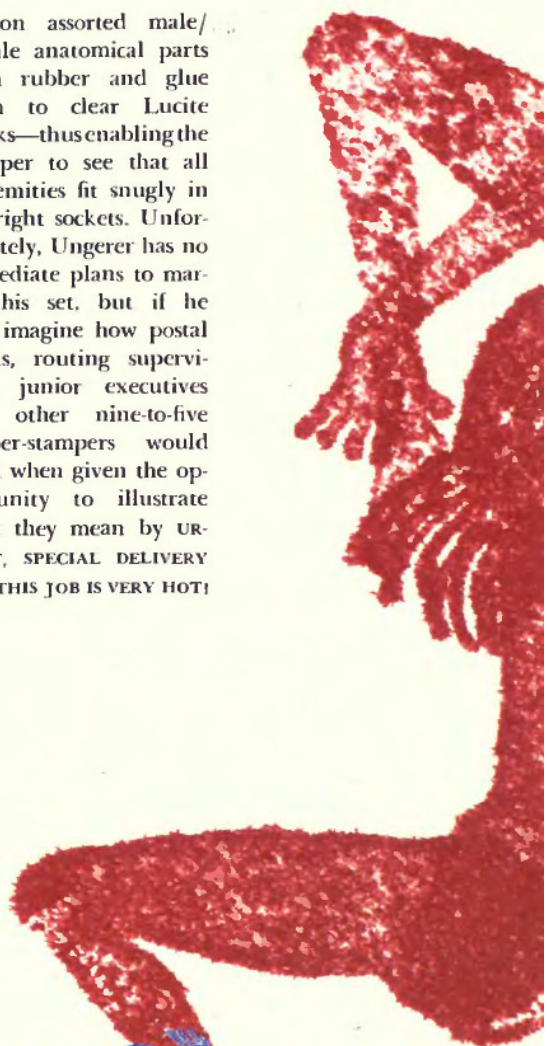 on assorted male/
ale anatomical parts
n rubber and glue
n to clear Lucite
ks—thus enabling the
per to see that all
emities fit snugly in
right sockets. Unfor-
tely, Ungerer has no
ediate plans to mar-
his set, but if he
imagine how postal
s, routing supervi-
junior executives
other nine-to-five
er-stampers would
when given the op-
unity to illustrate
they mean by UR-
, SPECIAL DELIVERY
THIS JOB IS VERY HOT!